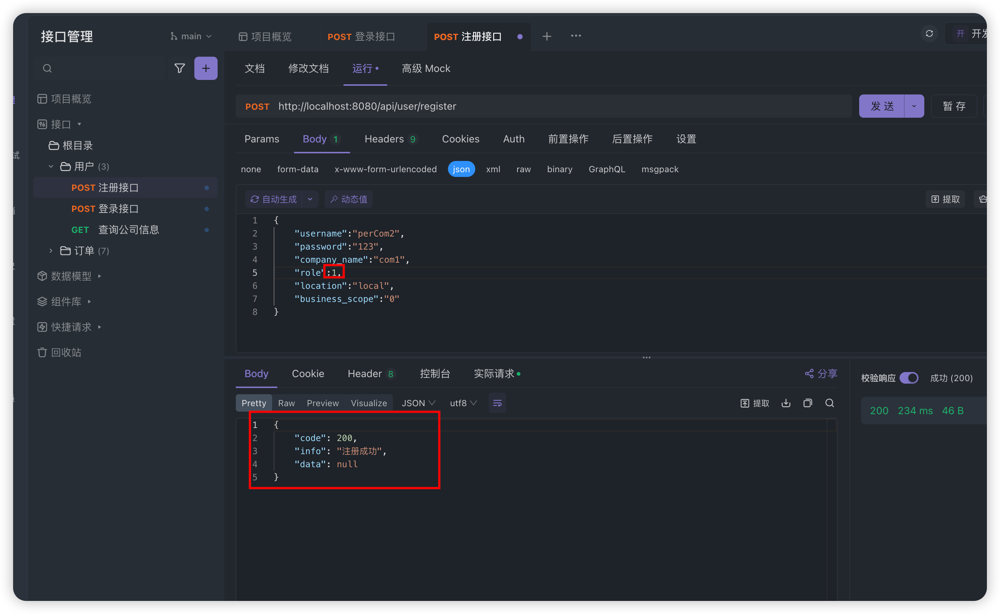 接口管理
main
项目概览
POST 登录接口
POST 注册接口
开
文档
修改文档
运行
高级 Mock
项目概览
接口
根目录
用户 (3)
POST 注册接口
POST 登录接口
GET 查询公司信息
订单 (7)
数据模型
组件库
快捷请求
回收站
试
POST http://localhost:8080/api/user/register
发 送
暂 存
Params
Body 1
Headers 9
Cookies
Auth
前置操作
后置操作
设置
none
form-data
x-www-form-urlencoded
json
xml
raw
binary
GraphQL
msgpack
自动生成
动态值
提取
1 {
2 "username":"perCom2",
3 "password":"123",
4 "company_name":"com1",
5 "role":1,
6 "location":"local",
7 "business_scope":"0"
8 }
Body
Cookie
Header 8
控制台
实际请求
分享
校验响应
成功 (200)
Pretty
Raw
Preview
Visualize
JSON
utf8
提取
200 234 ms 46 B
1 {
2 "code": 200,
3 "info": "注册成功",
4 "data": null
5 }